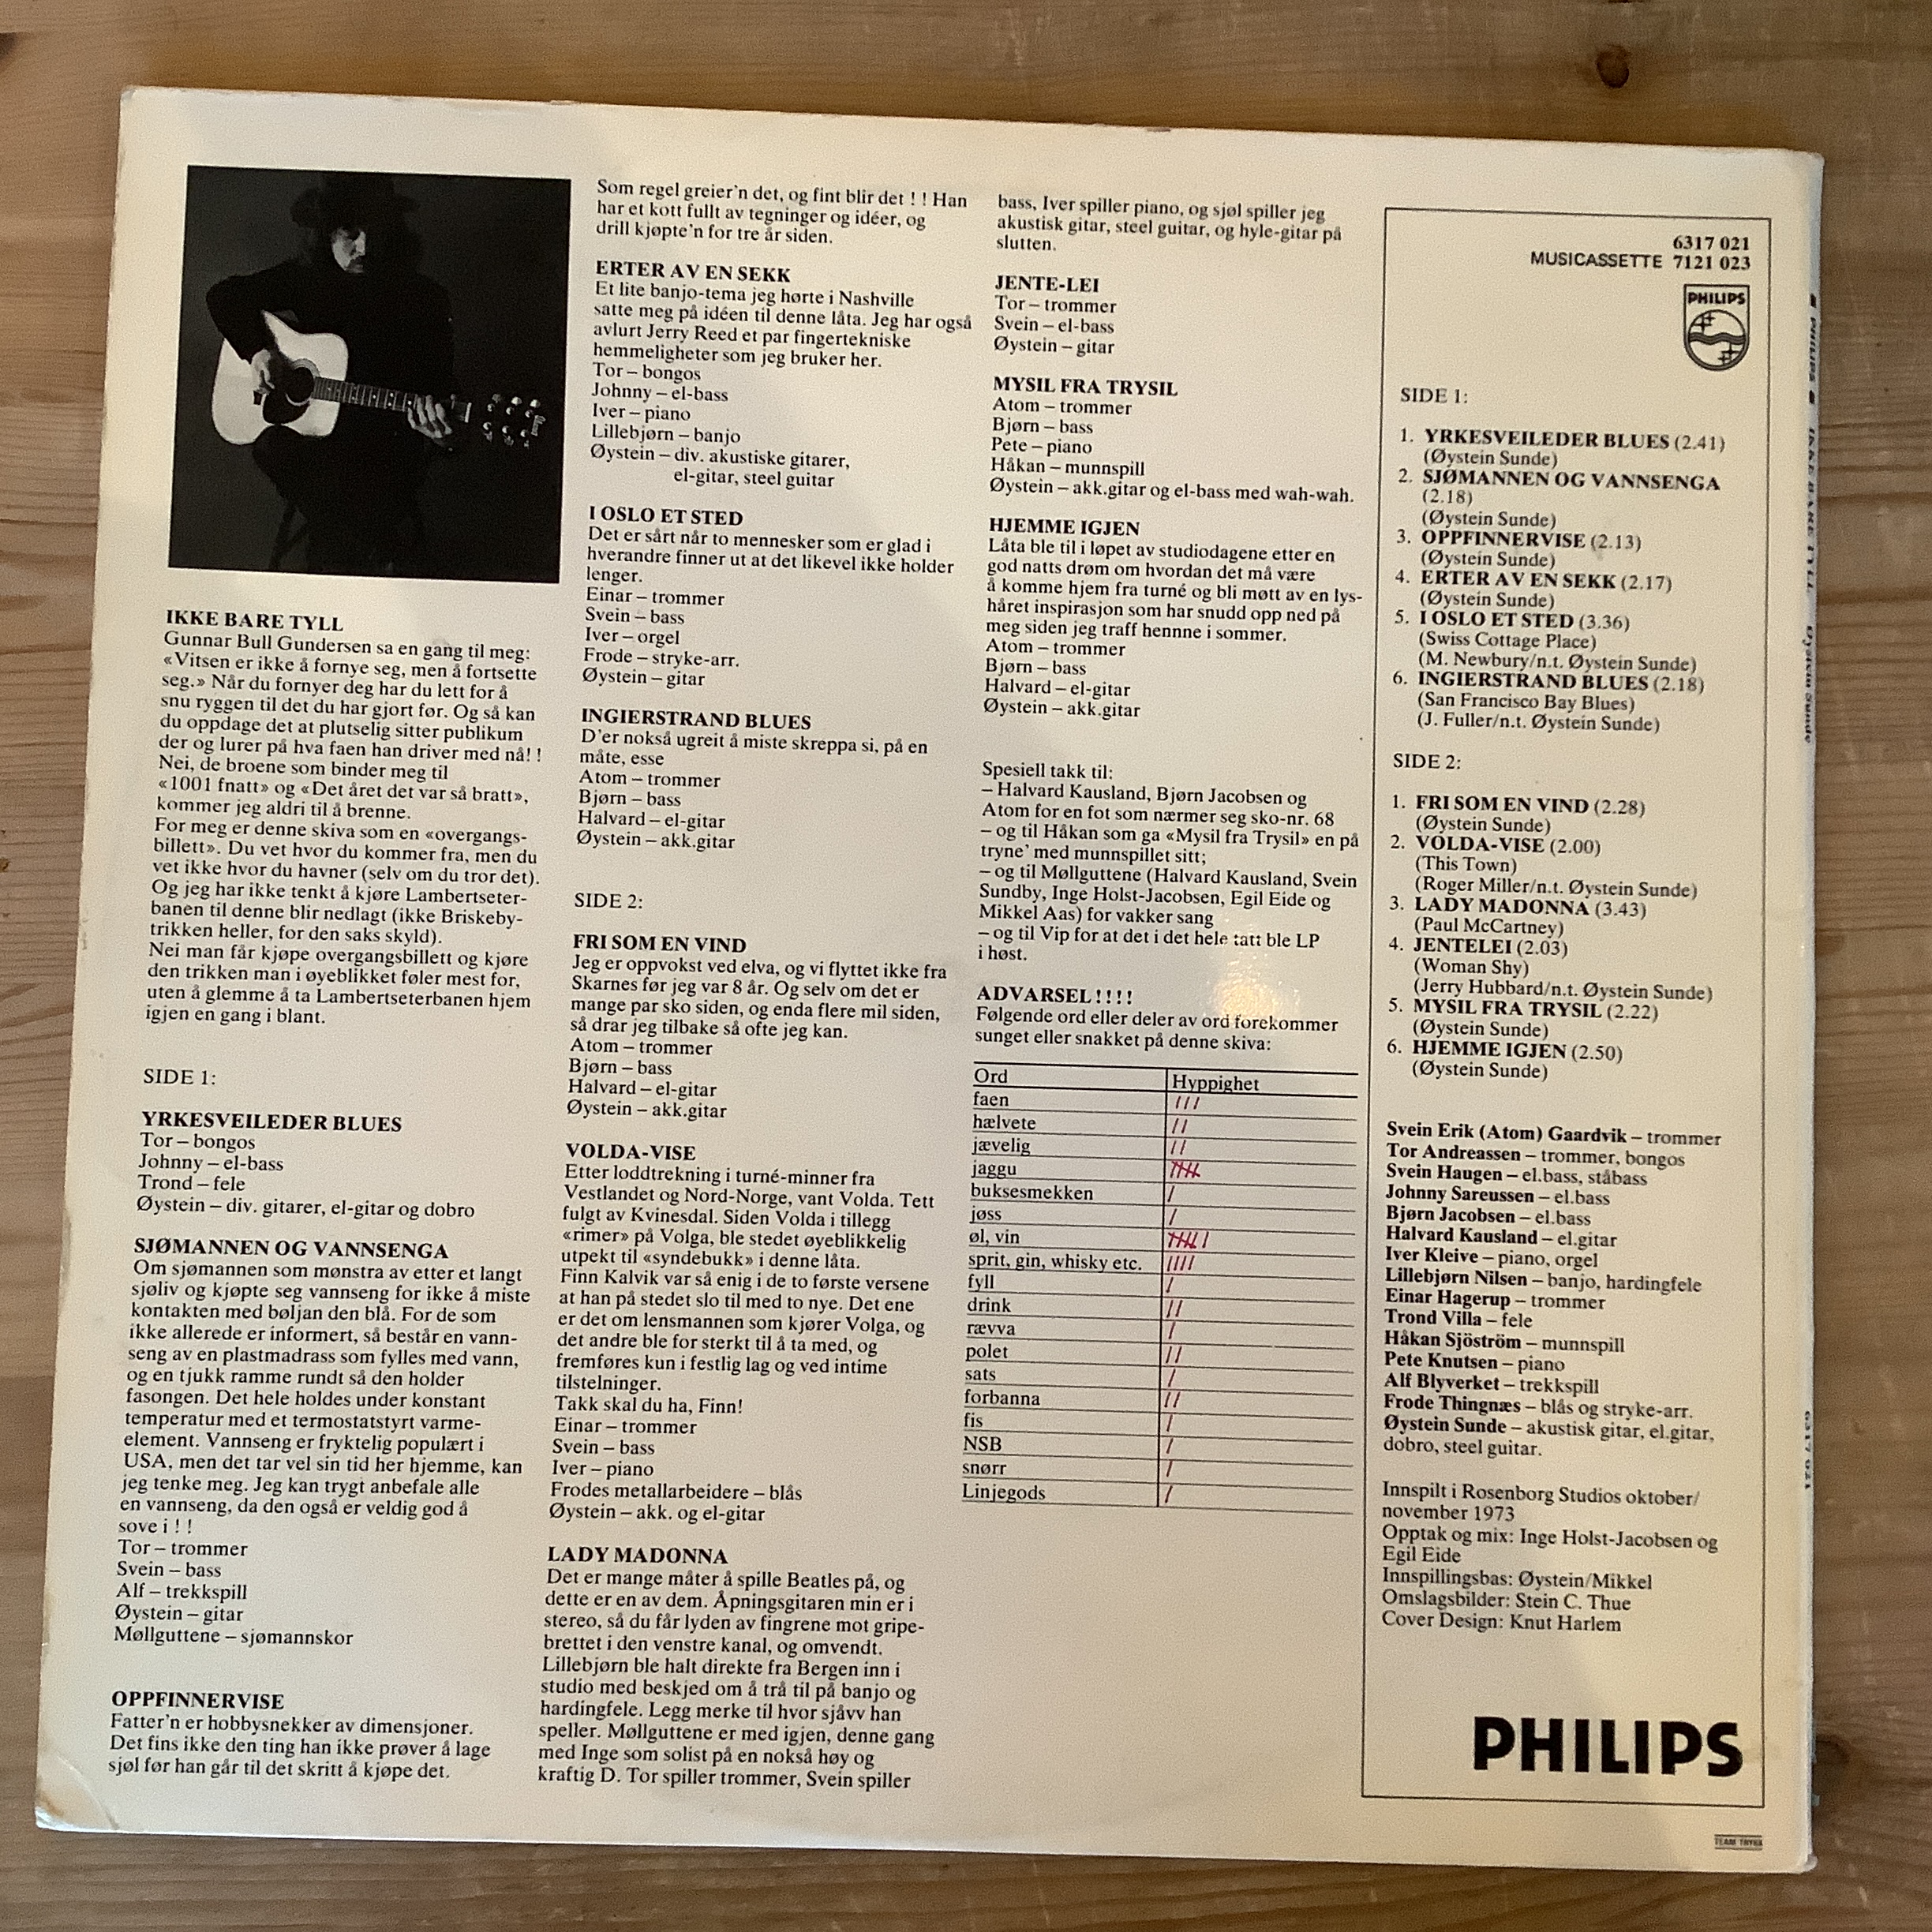 IKKE BARE TYLL
Gunnar Bull Gundersen sa en gang til meg:
«Vitsen er ikke å fornye seg, men å fortsette
seg.» Når du fornyer deg har du lett for å
snu ryggen til det du har gjort før. Og så kan
du oppdage det at plutselig sitter publikum
der og lurer på hva faen han driver med nå! !
Nei, de broene som binder meg til
«1001 fnatt» og «Det året det var så bratt»,
kommer jeg aldri til å brenne.
For meg er denne skiva som en «overgangs-
billett». Du vet hvor du kommer fra, men du
vet ikke hvor du havner (selv om du tror det).
Og jeg har ikke tenkt å kjøre Lambertseter-
banen til denne blir nedlagt (ikke Briskeby-
trikken heller, for den saks skyld).
Nei man får kjøpe overgangsbillett og kjøre
den trikken man i øyeblikket føler mest for,
uten å glemme å ta Lambertseterbanen hjem
igjen en gang i blant.
SIDE 1:
YRKESVEILEDER BLUES
Tor – bongos
Johnny – el-bass
Trond – fele
Øystein – div. gitarer, el-gitar og dobro
SJØMANNEN OG VANNSENGA
Om sjømannen som mønstra av etter et langt
sjøliv og kjøpte seg vannseng for ikke å miste
kontakten med bøljan den blå. For de som
ikke allerede er informert, så består en vann-
seng av en plastmadrass som fylles med vann,
og en tjukk ramme rundt så den holder
fasongen. Det hele holdes under konstant
temperatur med et termostatstyrt varme-
element. Vannseng er fryktelig populært i
USA, men det tar vel sin tid her hjemme, kan
jeg tenke meg. Jeg kan trygt anbefale alle
en vannseng, da den også er veldig god å
sove i ! !
Tor – trommer
Svein – bass
Alf – trekkspill
Øystein – gitar
Møllguttene – sjømannskor
OPPFINNERVISE
Fatter'n er hobbysnekker av dimensjoner.
Det fins ikke den ting han ikke prøver å lage
sjøl før han går til det skritt å kjøpe det.
Som regel greier'n det, og fint blir det ! ! Han
har et kott fullt av tegninger og idéer, og
drill kjøpte'n for tre år siden.
ERTER AV EN SEKK
Et lite banjo-tema jeg hørte i Nashville
satte meg på idéen til denne låta. Jeg har også
avlurt Jerry Reed et par fingertekniske
hemmeligheter som jeg bruker her.
Tor – bongos
Johnny – el-bass
Iver – piano
Lillebjørn – banjo
Øystein – div. akustiske gitarer,
el-gitar, steel guitar
I OSLO ET STED
Det er sårt når to mennesker som er glad i
hverandre finner ut at det likevel ikke holder
lenger.
Einar – trommer
Svein – bass
Iver – orgel
Frode – stryke-arr.
Øystein – gitar
INGIERSTRAND BLUES
D'er nokså ugreit å miste skreppa si, på en
måte, esse
Atom – trommer
Bjørn – bass
Halvard – el-gitar
Øystein – akk.gitar
SIDE 2:
FRI SOM EN VIND
Jeg er oppvokst ved elva, og vi flyttet ikke fra
Skarnes før jeg var 8 år. Og selv om det er
mange par sko siden, og enda flere mil siden,
så drar jeg tilbake så ofte jeg kan.
Atom – trommer
Bjørn – bass
Halvard – el-gitar
Øystein – akk.gitar
VOLDA-VISE
Etter loddtrekning i turné-minner fra
Vestlandet og Nord-Norge, vant Volda. Tett
fulgt av Kvinesdal. Siden Volda i tillegg
«rimer» på Volga, ble stedet øyeblikkelig
utpekt til «syndebukk» i denne låta.
Finn Kalvik var så enig i de to første versene
at han på stedet slo til med to nye. Det ene
er det om lensmannen som kjører Volga, og
det andre ble for sterkt til å ta med, og
fremføres kun i festlig lag og ved intime
tilstelninger.
Takk skal du ha, Finn!
Einar – trommer
Svein – bass
Iver – piano
Frodes metallarbeidere – blås
Øystein – akk. og el-gitar
LADY MADONNA
Det er mange måter å spille Beatles på, og
dette er en av dem. Åpningsgitaren min er i
stereo, så du får lyden av fingrene mot gripe-
brettet i den venstre kanal, og omvendt.
Lillebjørn ble halt direkte fra Bergen inn i
studio med beskjed om å trå til på banjo og
hardingfele. Legg merke til hvor sjåvv han
speller. Møllguttene er med igjen, denne gang
med Inge som solist på en nokså høy og
kraftig D. Tor spiller trommer, Svein spiller
bass, Iver spiller piano, og sjøl spiller jeg
akustisk gitar, steel guitar, og hyle-gitar på
slutten.
JENTE-LEI
Tor – trommer
Svein – el-bass
Øystein – gitar
MYSIL FRA TRYSIL
Atom – trommer
Bjørn – bass
Pete – piano
Håkan – munnspill
Øystein – akk.gitar og el-bass med wah-wah.
HJEMME IGJEN
Låta ble til i løpet av studiodagene etter en
god natts drøm om hvordan det må være
å komme hjem fra turné og bli møtt av en lys-
håret inspirasjon som har snudd opp ned på
meg siden jeg traff hennne i sommer.
Atom – trommer
Bjørn – bass
Halvard – el-gitar
Øystein – akk.gitar
Spesiell takk til:
– Halvard Kausland, Bjørn Jacobsen og
Atom for en fot som nærmer seg sko-nr. 68
– og til Håkan som ga «Mysil fra Trysil» en på
tryne' med munnspillet sitt;
– og til Møllguttene (Halvard Kausland, Svein
Sundby, Inge Holst-Jacobsen, Egil Eide og
Mikkel Aas) for vakker sang
– og til Vip for at det i det hele tatt ble LP
i høst.
ADVARSEL!!!!
Følgende ord eller deler av ord forekommer
sunget eller snakket på denne skiva:
Ord Hyppighet
faen ///
hælvete //
jævelig //
jaggu
buksesmekken /
jøss /
øl, vin
sprit, gin, whisky etc. ////
fyll /
drink //
rævva /
polet //
sats /
forbanna //
fis /
NSB /
snørr /
Linjegods /
6317 021
MUSICASSETTE 7121 023
PHILIPS
SIDE 1:
1. YRKESVEILEDER BLUES (2.41)
(Øystein Sunde)
2. SJØMANNEN OG VANNSENGA
(2.18)
(Øystein Sunde)
3. OPPFINNERVISE (2.13)
(Øystein Sunde)
4. ERTER AV EN SEKK (2.17)
(Øystein Sunde)
5. I OSLO ET STED (3.36)
(Swiss Cottage Place)
(M. Newbury/n.t. Øystein Sunde)
6. INGIERSTRAND BLUES (2.18)
(San Francisco Bay Blues)
(J. Fuller/n.t. Øystein Sunde)
SIDE 2:
1. FRI SOM EN VIND (2.28)
(Øystein Sunde)
2. VOLDA-VISE (2.00)
(This Town)
(Roger Miller/n.t. Øystein Sunde)
3. LADY MADONNA (3.43)
(Paul McCartney)
4. JENTELEI (2.03)
(Woman Shy)
(Jerry Hubbard/n.t. Øystein Sunde)
5. MYSIL FRA TRYSIL (2.22)
(Øystein Sunde)
6. HJEMME IGJEN (2.50)
(Øystein Sunde)
Svein Erik (Atom) Gaardvik – trommer
Tor Andreassen – trommer, bongos
Svein Haugen – el.bass, ståbass
Johnny Sareussen – el.bass
Bjørn Jacobsen – el.bass
Halvard Kausland – el.gitar
Iver Kleive – piano, orgel
Lillebjørn Nilsen – banjo, hardingfele
Einar Hagerup – trommer
Trond Villa – fele
Håkan Sjöström – munnspill
Pete Knutsen – piano
Alf Blyverket – trekkspill
Frode Thingnæs – blås og stryke-arr.
Øystein Sunde – akustisk gitar, el.gitar,
dobro, steel guitar.
Innspilt i Rosenborg Studios oktober/
november 1973
Opptak og mix: Inge Holst-Jacobsen og
Egil Eide
Innspillingsbas: Øystein/Mikkel
Omslagsbilder: Stein C. Thue
Cover Design: Knut Harlem
PHILIPS
TEAM TRYKK
PHILIPS IKKE BARE TYLL Øystein Sunde
6317 021